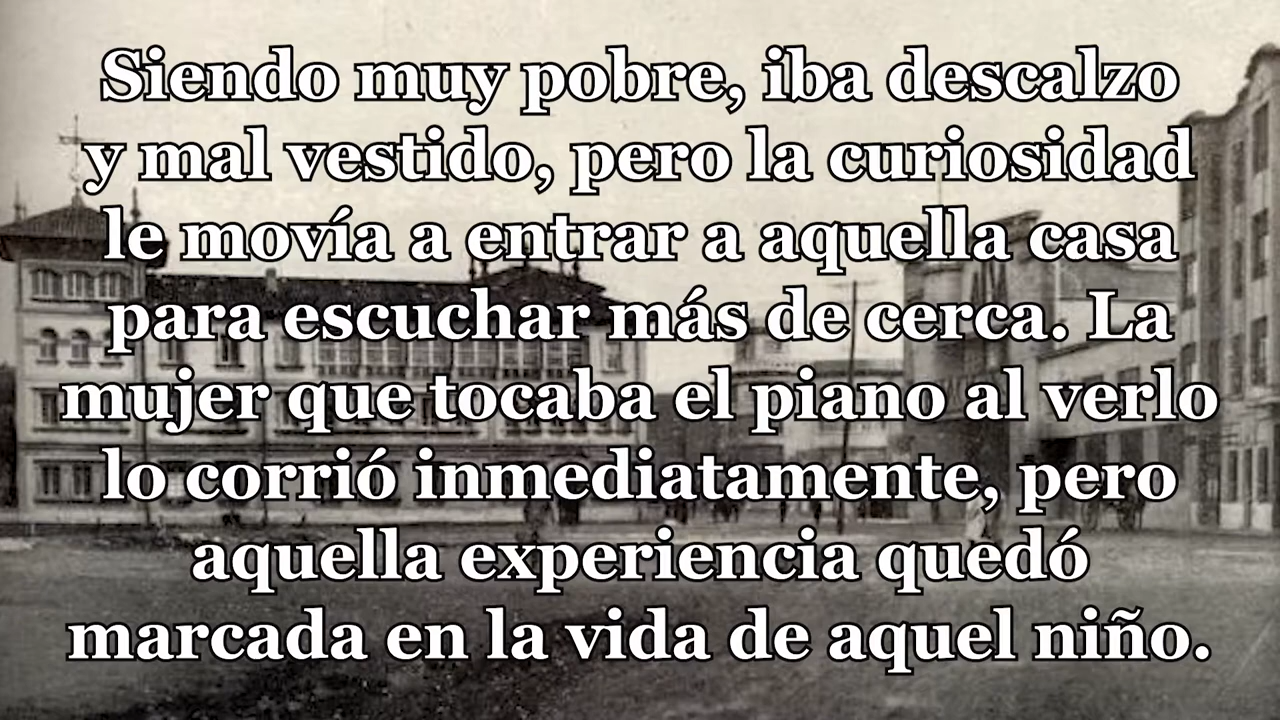 Siendo muy pobre, iba descalzo
y mal vestido, pero la curiosidad
le movía a entrar a aquella casa
para escuchar más de cerca. La
mujer que tocaba el piano al verlo
lo corrió inmediatamente, pero
aquella experiencia quedó
marcada en la vida de aquel niño.